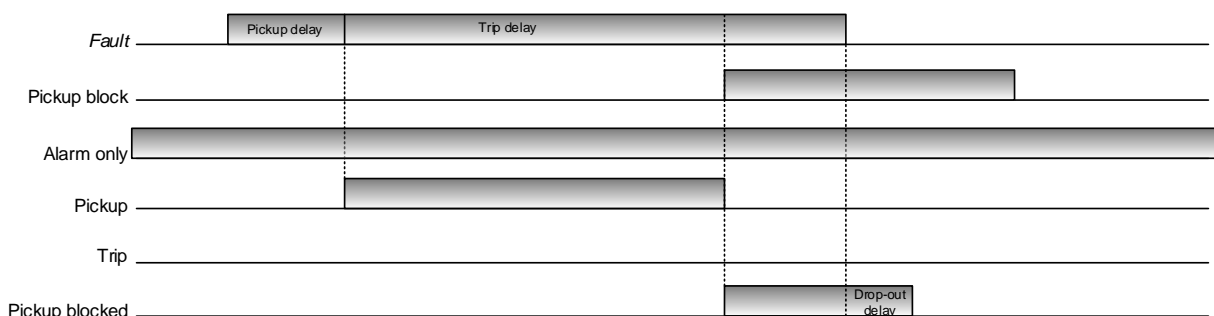 Pickup delay
Trip delay
Fault
Pickup block
Alarm only
Pickup
Trip
Drop-out
delay
Pickup blocked